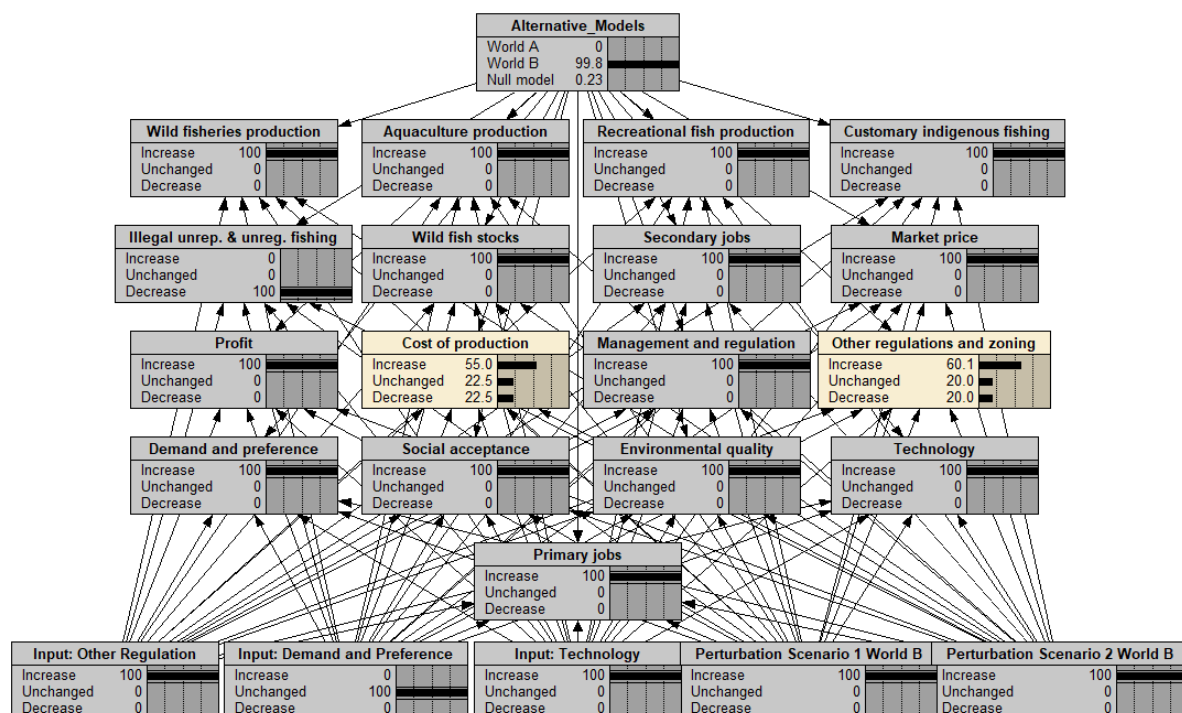 Alternative_Models
World A 0
World B 99.8
Null model 0.23
Wild fisheries production
Increase 100
Unchanged 0
Decrease 0
Aquaculture production
Increase 100
Unchanged 0
Decrease 0
Recreational fish production
Increase 100
Unchanged 0
Decrease 0
Customary indigenous fishing
Increase 100
Unchanged 0
Decrease 0
Illegal unrep. & unreg. fishing
Increase 0
Unchanged 0
Decrease 100
Wild fish stocks
Increase 100
Unchanged 0
Decrease 0
Secondary jobs
Increase 100
Unchanged 0
Decrease 0
Market price
Increase 100
Unchanged 0
Decrease 0
Profit
Increase 100
Unchanged 0
Decrease 0
Cost of production
Increase 55.0
Unchanged 22.5
Decrease 22.5
Management and regulation
Increase 100
Unchanged 0
Decrease 0
Other regulations and zoning
Increase 60.1
Unchanged 20.0
Decrease 20.0
Demand and preference
Increase 100
Unchanged 0
Decrease 0
Social acceptance
Increase 100
Unchanged 0
Decrease 0
Environmental quality
Increase 100
Unchanged 0
Decrease 0
Technology
Increase 100
Unchanged 0
Decrease 0
Primary jobs
Increase 100
Unchanged 0
Decrease 0
Input: Other Regulation
Increase 100
Unchanged 0
Decrease 0
Input: Demand and Preference
Increase 0
Unchanged 100
Decrease 0
Input: Technology
Increase 100
Unchanged 0
Decrease 0
Perturbation Scenario 1 World B
Increase 100
Unchanged 0
Decrease 0
Perturbation Scenario 2 World B
Increase 100
Unchanged 0
Decrease 0